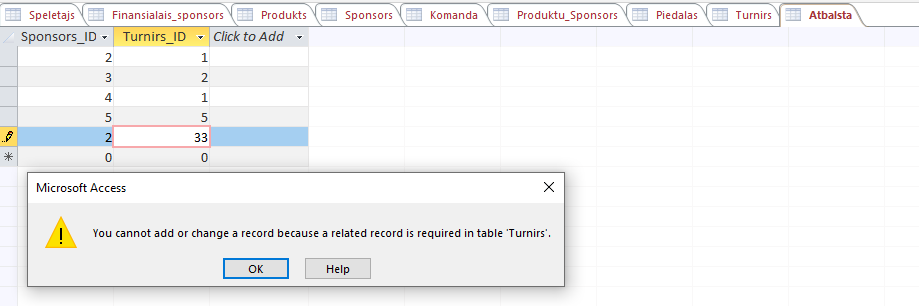 Speletajs Finansialais_sponsors Produkts Sponsors Komanda Produktu_Sponsors Piedalas Turnirs Atbalsta
Sponsors_ID Turnirs_ID Click to Add
2 1
3 2
4 1
5 5
2 33
0 0
Microsoft Access
You cannot add or change a record because a related record is required in table 'Turnirs'.
OK Help